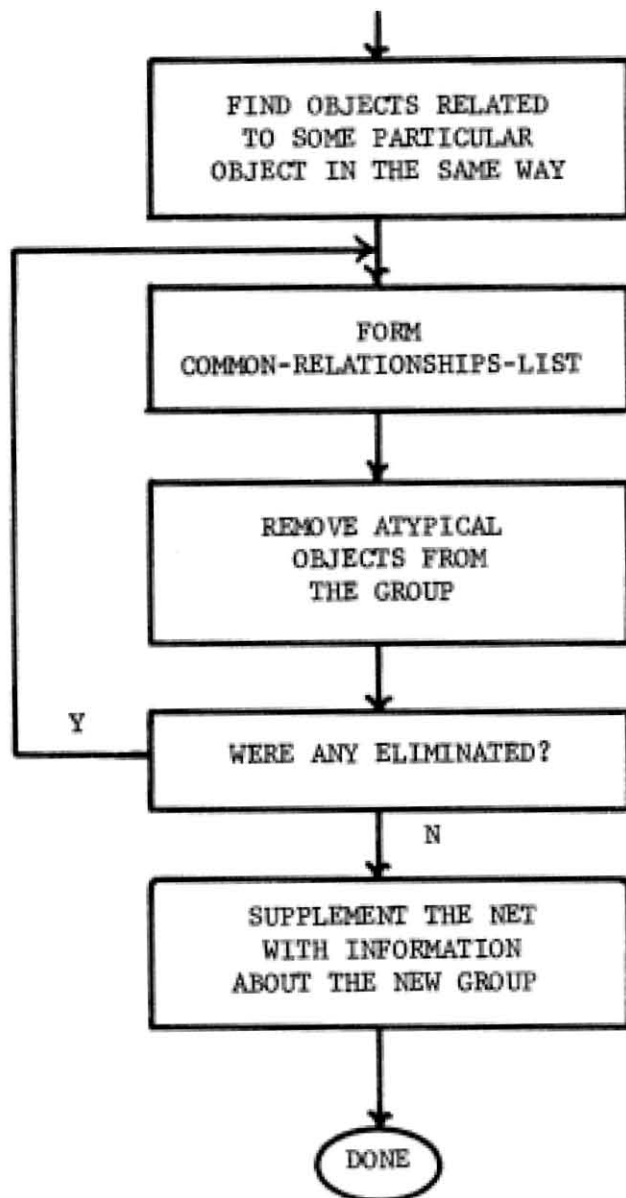 FIND OBJECTS RELATED
TO SOME PARTICULAR
OBJECT IN THE SAME WAY
FORM
COMMON-RELATIONSHIPS-LIST
REMOVE ATYPICAL
OBJECTS FROM
THE GROUP
Y
WERE ANY ELIMINATED?
N
SUPPLEMENT THE NET
WITH INFORMATION
ABOUT THE NEW GROUP
DONE